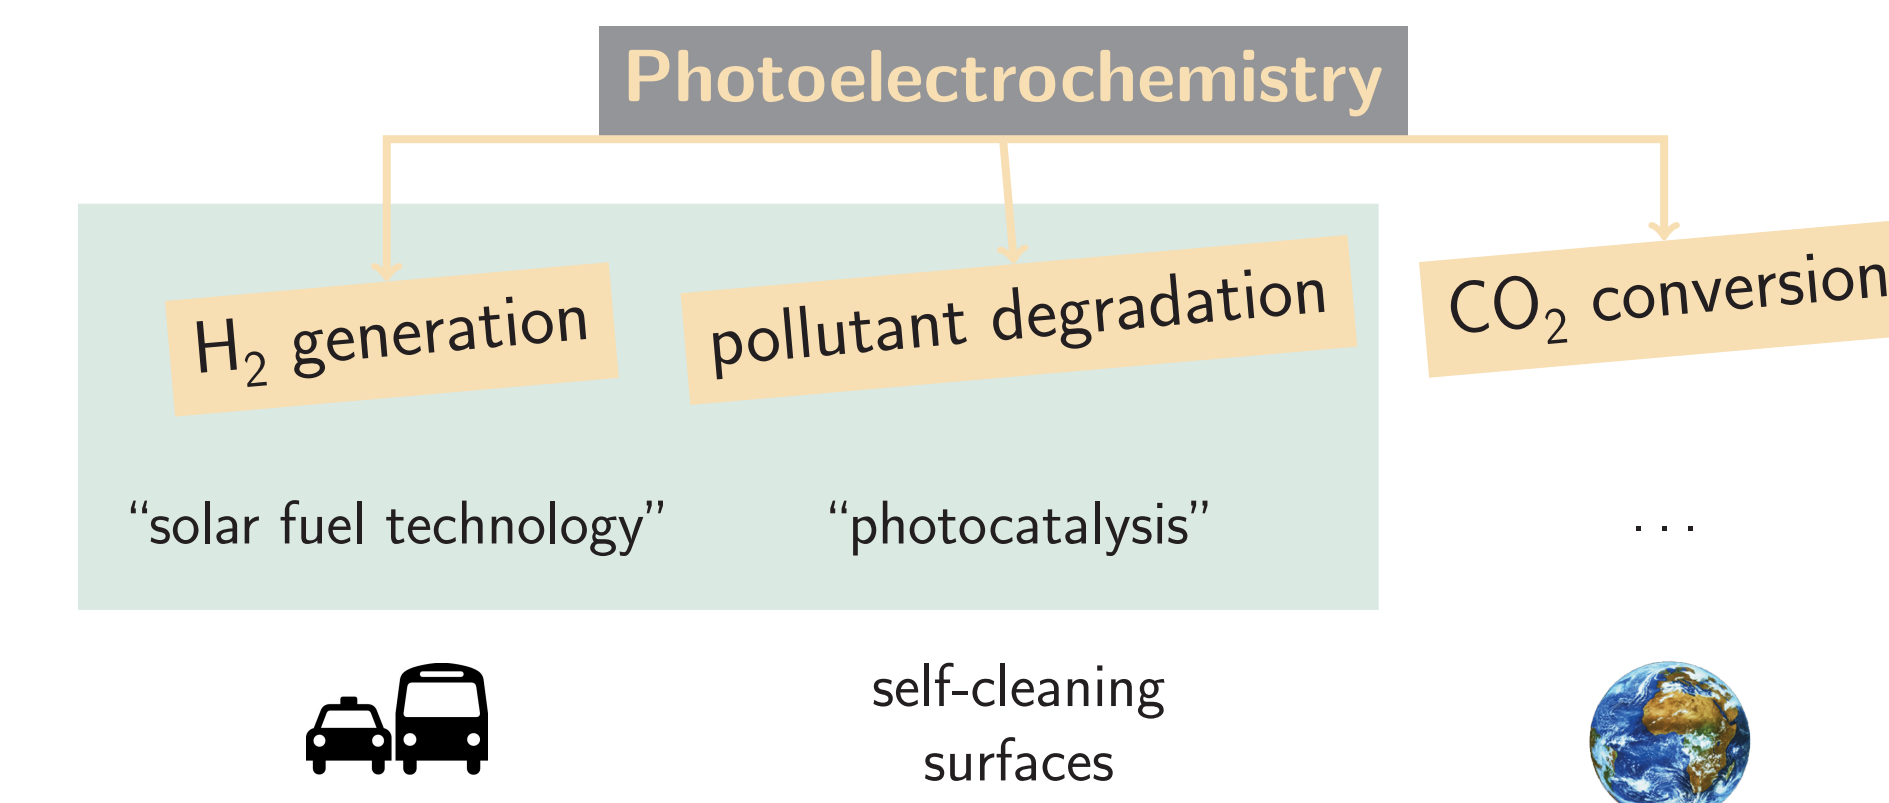 Photoelectrochemistry
H₂ generation
pollutant degradation
CO₂ conversion
“solar fuel technology”
“photocatalysis”
...
self-cleaning
surfaces